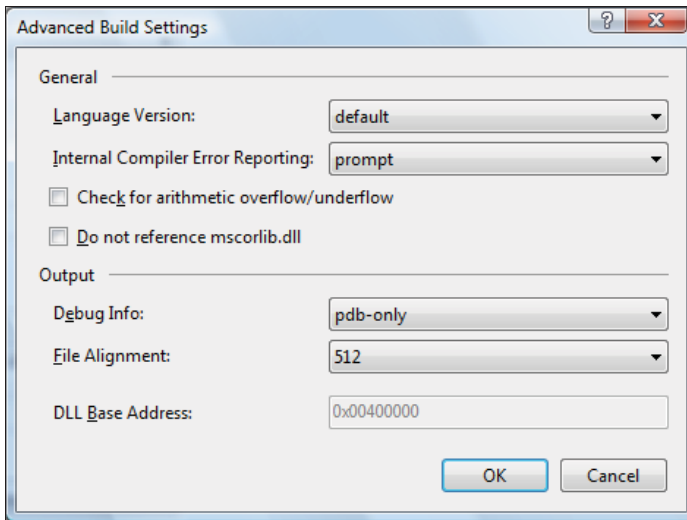 Advanced Build Settings
General
Language Version: default
Internal Compiler Error Reporting: prompt
Check for arithmetic overflow/underflow
Do not reference mscorlib.dll
Output
Debug Info: pdb-only
File Alignment: 512
DLL Base Address: 0x00400000
OK Cancel